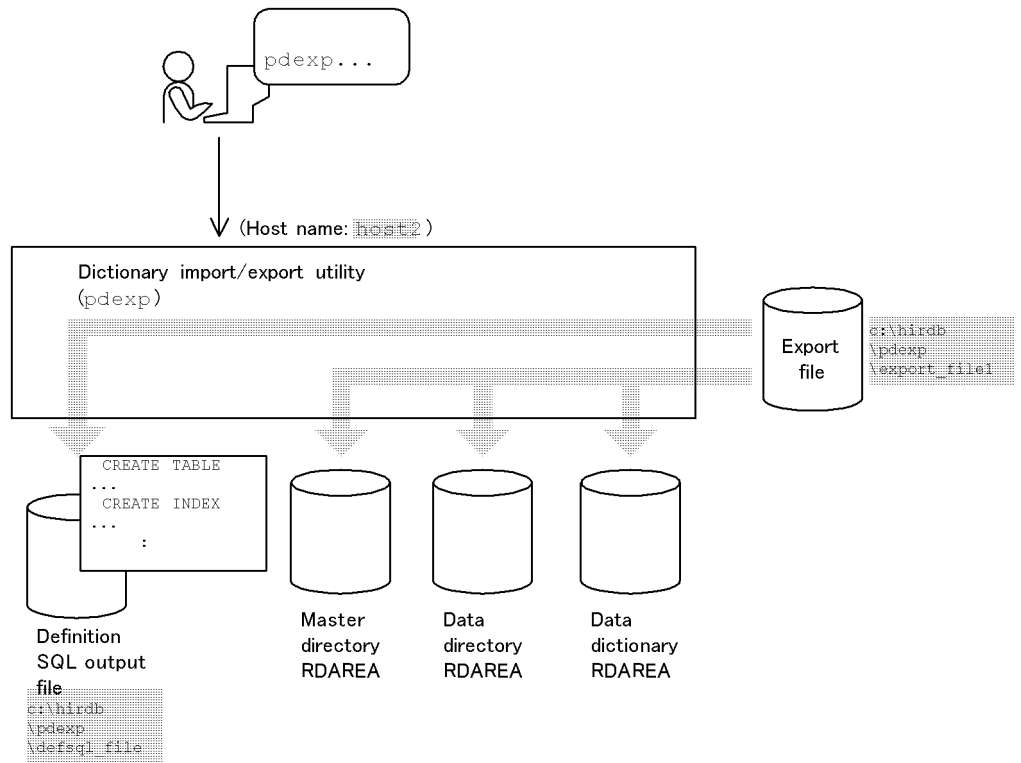 pdexp...
(Host name: host2)
Dictionary import/export utility
(pdexp)
Export
file
c:\hirdb
\pdexp
\export_file1
CREATE TABLE
...
CREATE INDEX
...
:
Definition
SQL output
file
c:\hirdb
\pdexp
\defsql_file
Master
directory
RDAREA
Data
directory
RDAREA
Data
dictionary
RDAREA